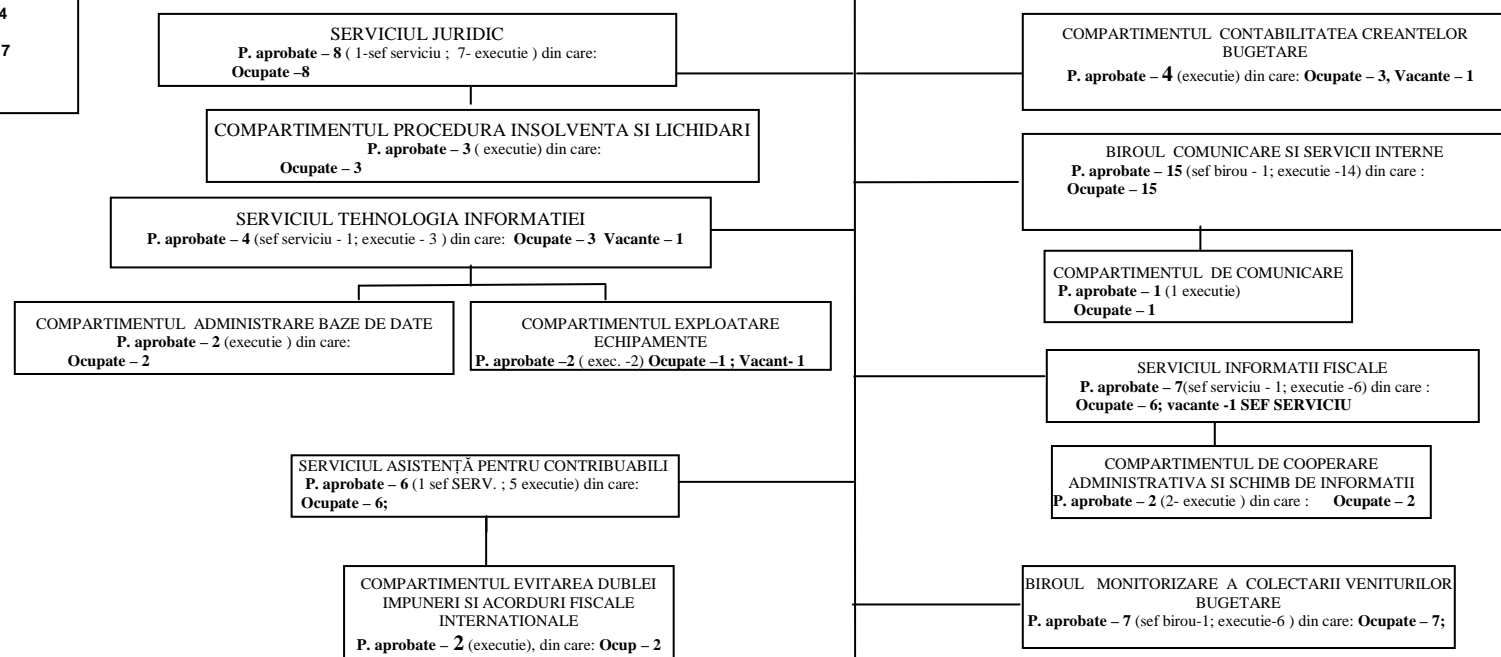 4
7
SERVICIUL JURIDIC
P. aprobate – 8 ( 1-sef serviciu ; 7- executie ) din care:
Ocupate –8
COMPARTIMENTUL PROCEDURA INSOLVENTA SI LICHIDARI
P. aprobate – 3 ( executie) din care:
Ocupate – 3
SERVICIUL TEHNOLOGIA INFORMATIEI
P. aprobate – 4 (sef serviciu - 1; executie - 3 ) din care: Ocupate – 3 Vacante – 1
COMPARTIMENTUL ADMINISTRARE BAZE DE DATE
P. aprobate – 2 (executie ) din care:
Ocupate – 2
COMPARTIMENTUL EXPLOATARE
ECHIPAMENTE
P. aprobate –2 ( exec. -2) Ocupate –1 ; Vacant- 1
SERVICIUL ASISTENȚĂ PENTRU CONTRIBUABILI
P. aprobate – 6 (1 sef SERV. ; 5 executie) din care:
Ocupate – 6;
COMPARTIMENTUL EVITAREA DUBLEI
IMPUNERI SI ACORDURI FISCALE
INTERNATIONALE
P. aprobate – 2 (executie), din care: Ocup – 2
COMPARTIMENTUL CONTABILITATEA CREANTELOR
BUGETARE
P. aprobate – 4 (executie) din care: Ocupate – 3, Vacante – 1
BIROUL COMUNICARE SI SERVICII INTERNE
P. aprobate – 15 (sef birou - 1; executie -14) din care :
Ocupate – 15
COMPARTIMENTUL DE COMUNICARE
P. aprobate – 1 (1 executie)
Ocupate – 1
SERVICIUL INFORMATII FISCALE
P. aprobate – 7(sef serviciu - 1; executie -6) din care :
Ocupate – 6; vacante -1 SEF SERVICIU
COMPARTIMENTUL DE COOPERARE
ADMINISTRATIVA SI SCHIMB DE INFORMATII
P. aprobate – 2 (2- executie ) din care : Ocupate – 2
BIROUL MONITORIZARE A COLECTARII VENITURILOR
BUGETARE
P. aprobate – 7 (sef birou-1; executie-6 ) din care: Ocupate – 7;